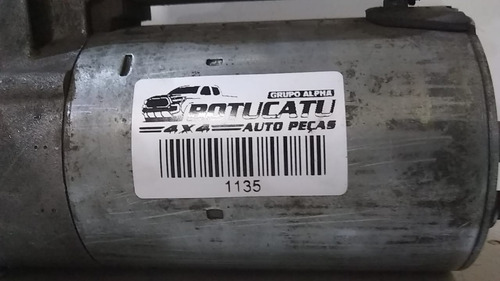 GRUPO ALPHA
BOTUCATU
4X4 AUTO PEÇAS
1135